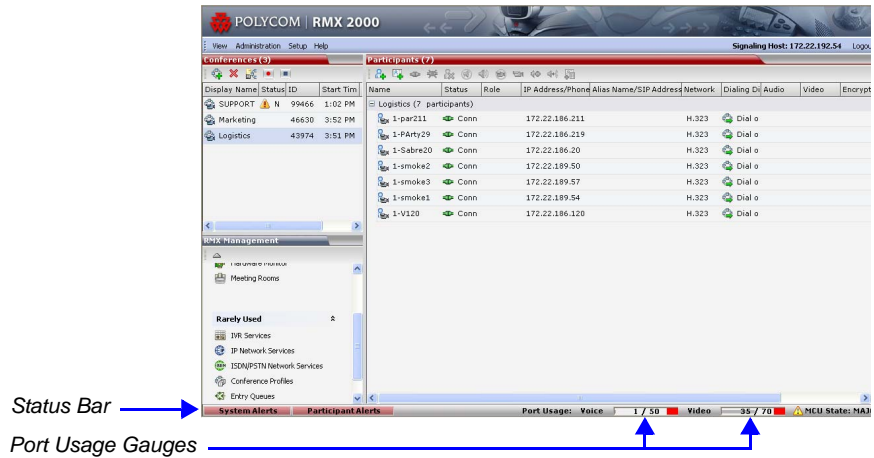 POLYCOM | RMX 2000
View Administration Setup Help Signaling Host: 172.22.192.54 Logou
Conferences (3)
Display Name Status ID Start Tim
SUPPORT N 99466 1:02 PM
Marketing 46630 3:52 PM
Logistics 43974 3:51 PM
Participants (7)
Name Status Role IP Address/Phone Alias Name/SIP Address Network Dialing Di Audio Video Encrypt
Logistics (7 participants)
1-par211 Conn 172.22.186.211 H.323 Dial o
1-PArty29 Conn 172.22.186.219 H.323 Dial o
1-Sabre20 Conn 172.22.186.20 H.323 Dial o
1-smoke2 Conn 172.22.189.50 H.323 Dial o
1-smoke3 Conn 172.22.189.57 H.323 Dial o
1-smoke1 Conn 172.22.189.54 H.323 Dial o
1-V120 Conn 172.22.186.120 H.323 Dial o
RMX Management
Hardware Monitor
Meeting Rooms
Rarely Used
IVR Services
IP Network Services
ISDN/PSTN Network Services
Conference Profiles
Entry Queues
Status Bar
System Alerts Participant Alerts Port Usage: Voice 1 / 50 Video 35 / 70 MCU State: MAJ
Port Usage Gauges